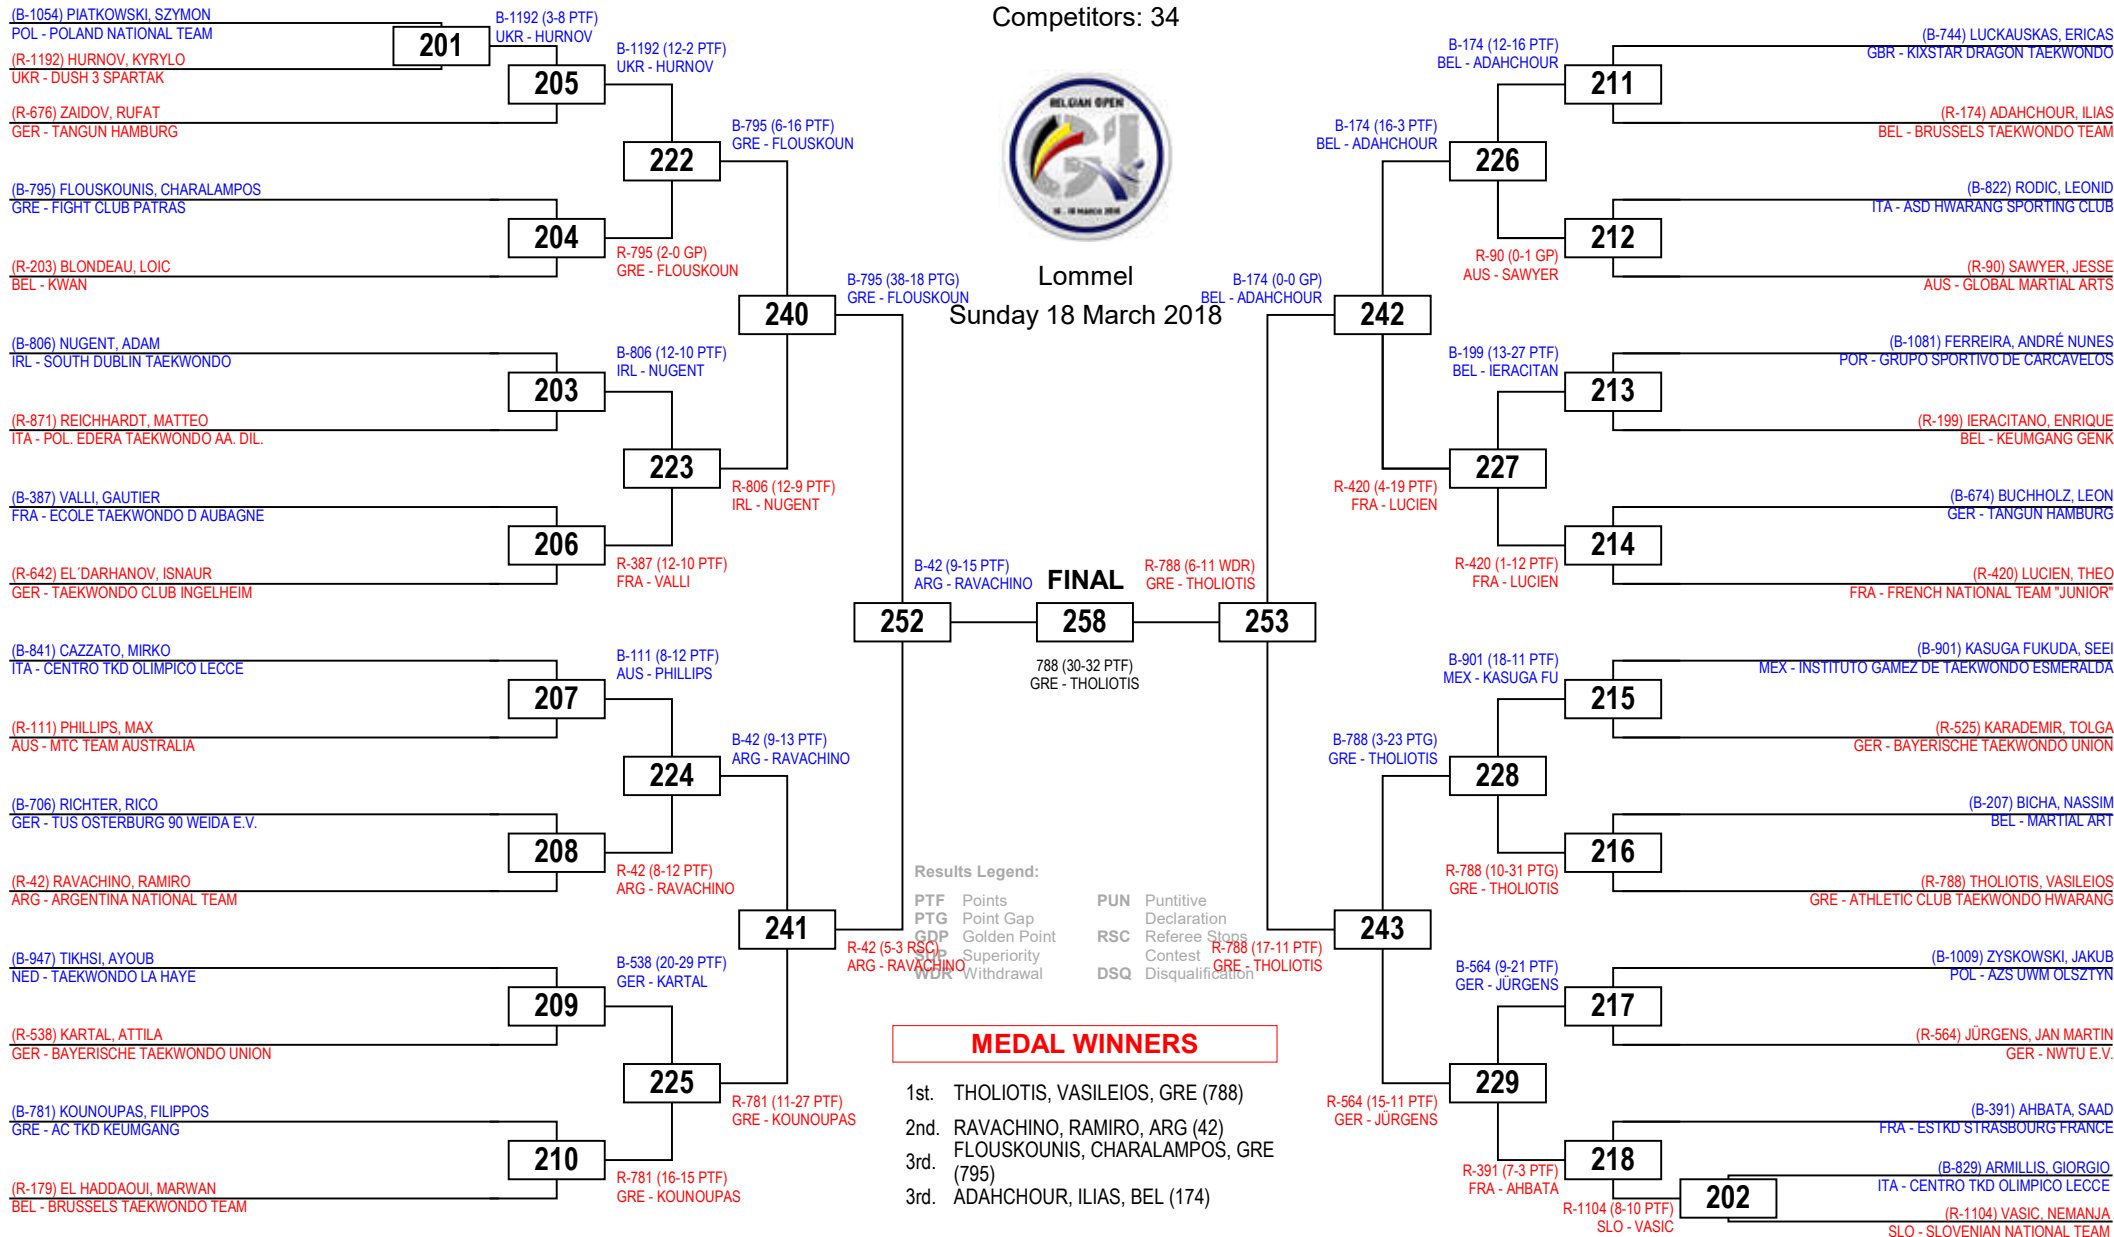 Competitors: 34
BELGIAN OPEN
Lommel
Sunday 18 March 2018
(B-1054) PIATKOWSKI, SZYMON
POL - POLAND NATIONAL TEAM
(R-1192) HURNOV, KYRYLO
UKR - DUSH 3 SPARTAK
201
B-1192 (3-8 PTF)
UKR - HURNOV
(R-676) ZAIDOV, RUFAT
GER - TANGUN HAMBURG
205
B-1192 (12-2 PTF)
UKR - HURNOV
(B-795) FLOUSKOUNIS, CHARALAMPOS
GRE - FIGHT CLUB PATRAS
(R-203) BLONDEAU, LOIC
BEL - KWAN
204
R-795 (2-0 GP)
GRE - FLOUSKOUN
222
B-795 (6-16 PTF)
GRE - FLOUSKOUN
(B-806) NUGENT, ADAM
IRL - SOUTH DUBLIN TAEKWONDO
(R-871) REICHHARDT, MATTEO
ITA - POL. EDERA TAEKWONDO AA. DIL.
203
B-806 (12-10 PTF)
IRL - NUGENT
(B-387) VALLI, GAUTIER
FRA - ECOLE TAEKWONDO D AUBAGNE
(R-642) EL´DARHANOV, ISNAUR
GER - TAEKWONDO CLUB INGELHEIM
206
R-387 (12-10 PTF)
FRA - VALLI
223
R-806 (12-9 PTF)
IRL - NUGENT
240
B-795 (38-18 PTG)
GRE - FLOUSKOUN
(B-841) CAZZATO, MIRKO
ITA - CENTRO TKD OLIMPICO LECCE
(R-111) PHILLIPS, MAX
AUS - MTC TEAM AUSTRALIA
207
B-111 (8-12 PTF)
AUS - PHILLIPS
(B-706) RICHTER, RICO
GER - TUS OSTERBURG 90 WEIDA E.V.
(R-42) RAVACHINO, RAMIRO
ARG - ARGENTINA NATIONAL TEAM
208
R-42 (8-12 PTF)
ARG - RAVACHINO
224
B-42 (9-13 PTF)
ARG - RAVACHINO
(B-947) TIKHSI, AYOUB
NED - TAEKWONDO LA HAYE
(R-538) KARTAL, ATTILA
GER - BAYERISCHE TAEKWONDO UNION
209
B-538 (20-29 PTF)
GER - KARTAL
(B-781) KOUNOUPAS, FILIPPOS
GRE - AC TKD KEUMGANG
(R-179) EL HADDAOUI, MARWAN
BEL - BRUSSELS TAEKWONDO TEAM
210
R-781 (16-15 PTF)
GRE - KOUNOUPAS
225
R-781 (11-27 PTF)
GRE - KOUNOUPAS
241
R-42 (5-3 RSC)
ARG - RAVACHINO
252
B-42 (9-15 PTF)
ARG - RAVACHINO
FINAL
258
788 (30-32 PTF)
GRE - THOLIOTIS
R-788 (6-11 WDR)
GRE - THOLIOTIS
253
B-174 (0-0 GP)
BEL - ADAHCHOUR
242
B-174 (16-3 PTF)
BEL - ADAHCHOUR
226
B-174 (12-16 PTF)
BEL - ADAHCHOUR
211
(B-744) LUCKAUSKAS, ERICAS
GBR - KIXSTAR DRAGON TAEKWONDO
(R-174) ADAHCHOUR, ILIAS
BEL - BRUSSELS TAEKWONDO TEAM
R-90 (0-1 GP)
AUS - SAWYER
212
(B-822) RODIC, LEONID
ITA - ASD HWARANG SPORTING CLUB
(R-90) SAWYER, JESSE
AUS - GLOBAL MARTIAL ARTS
R-420 (4-19 PTF)
FRA - LUCIEN
227
B-199 (13-27 PTF)
BEL - IERACITAN
213
(B-1081) FERREIRA, ANDRÉ NUNES
POR - GRUPO SPORTIVO DE CARCAVELOS
(R-199) IERACITANO, ENRIQUE
BEL - KEUMGANG GENK
R-420 (1-12 PTF)
FRA - LUCIEN
214
(B-674) BUCHHOLZ, LEON
GER - TANGUN HAMBURG
(R-420) LUCIEN, THEO
FRA - FRENCH NATIONAL TEAM "JUNIOR"
R-788 (17-11 PTF)
GRE - THOLIOTIS
243
B-788 (3-23 PTG)
GRE - THOLIOTIS
228
B-901 (18-11 PTF)
MEX - KASUGA FU
215
(B-901) KASUGA FUKUDA, SEEI
MEX - INSTITUTO GAMEZ DE TAEKWONDO ESMERALDA
(R-525) KARADEMIR, TOLGA
GER - BAYERISCHE TAEKWONDO UNION
R-788 (10-31 PTG)
GRE - THOLIOTIS
216
(B-207) BICHA, NASSIM
BEL - MARTIAL ART
(R-788) THOLIOTIS, VASILEIOS
GRE - ATHLETIC CLUB TAEKWONDO HWARANG
R-564 (15-11 PTF)
GER - JÜRGENS
229
B-564 (9-21 PTF)
GER - JÜRGENS
217
(B-1009) ZYSKOWSKI, JAKUB
POL - AZS UWM OLSZTYN
(R-564) JÜRGENS, JAN MARTIN
GER - NWTU E.V.
R-391 (7-3 PTF)
FRA - AHBATA
218
(B-391) AHBATA, SAAD
FRA - ESTKD STRASBOURG FRANCE
R-1104 (8-10 PTF)
SLO - VASIC
202
(B-829) ARMILLIS, GIORGIO
ITA - CENTRO TKD OLIMPICO LECCE
(R-1104) VASIC, NEMANJA
SLO - SLOVENIAN NATIONAL TEAM
Results Legend:
PTF Points
PTG Point Gap
GDP Golden Point
SUP Superiority
WDR Withdrawal
PUN Puntitive
Declaration
RSC Referee Stops
Contest
DSQ Disqualification
MEDAL WINNERS
1st. THOLIOTIS, VASILEIOS, GRE (788)
2nd. RAVACHINO, RAMIRO, ARG (42)
3rd. FLOUSKOUNIS, CHARALAMPOS, GRE
(795)
3rd. ADAHCHOUR, ILIAS, BEL (174)